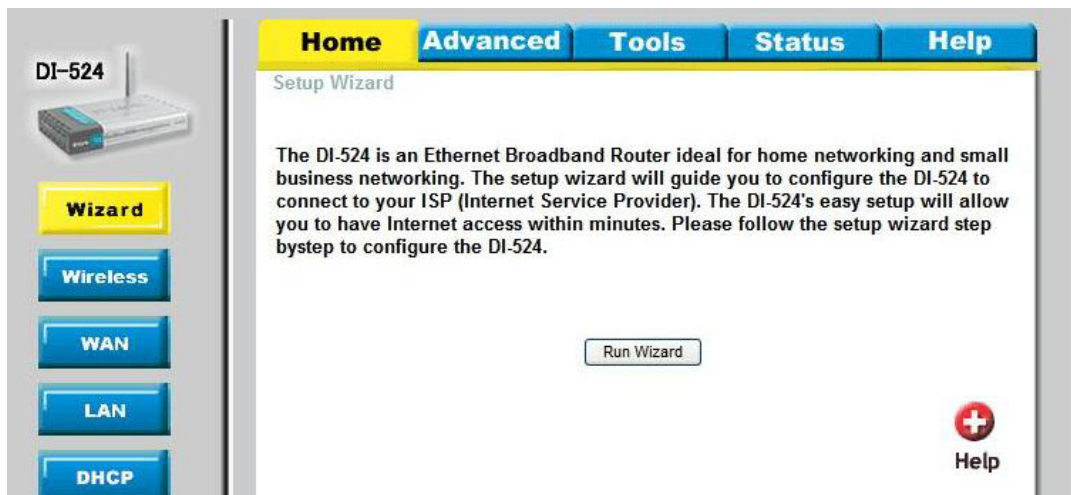 Home Advanced Tools Status Help
DI-524
Setup Wizard
The DI-524 is an Ethernet Broadband Router ideal for home networking and small
business networking. The setup wizard will guide you to configure the DI-524 to
connect to your ISP (Internet Service Provider). The DI-524's easy setup will allow
you to have Internet access within minutes. Please follow the setup wizard step
bystep to configure the DI-524.
Run Wizard
Help
Wizard
Wireless
WAN
LAN
DHCP